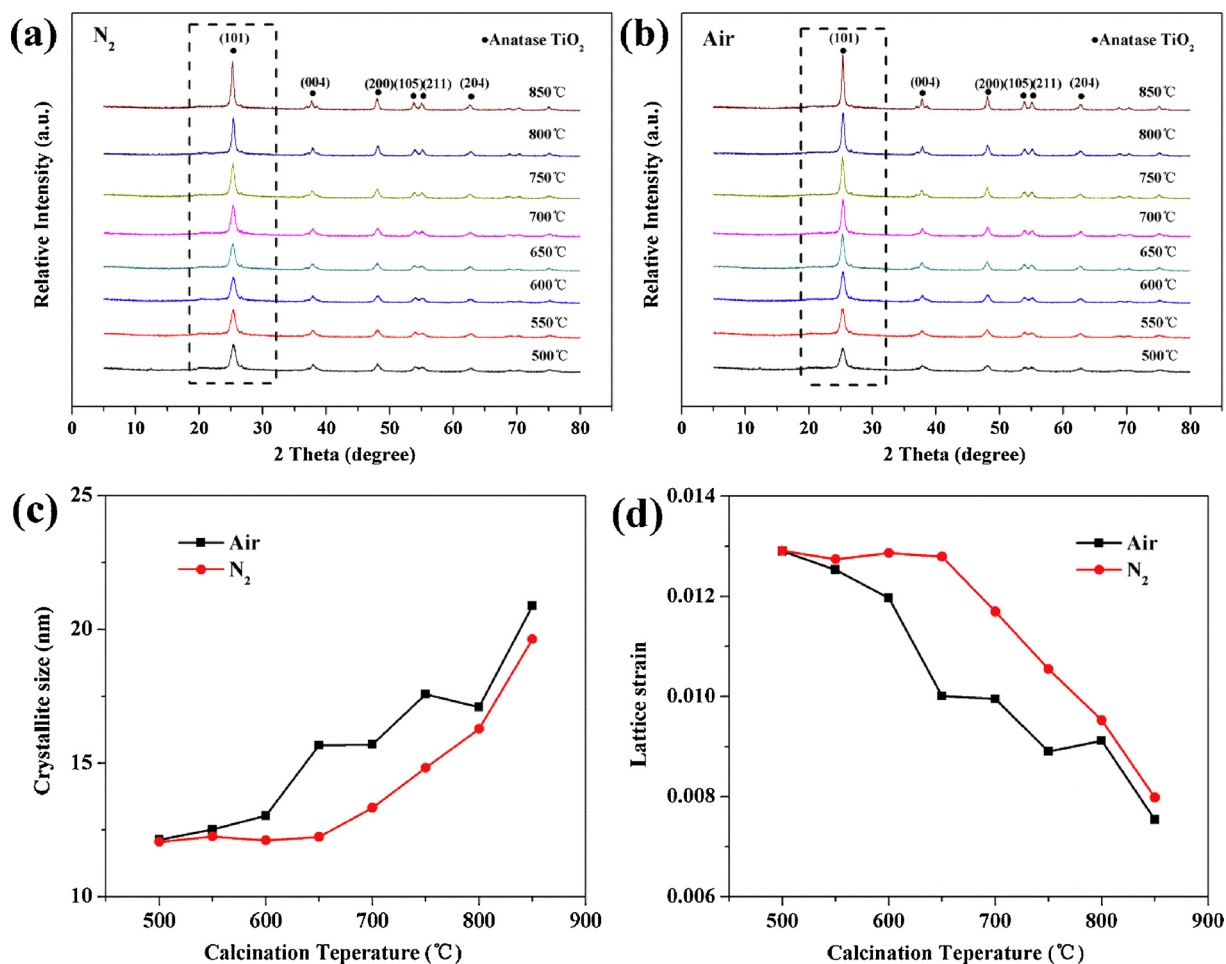 (a)
N2
(101)
●Anatase TiO2
(004)
(200)(105)(211)
(204)
850℃
800℃
750℃
700℃
650℃
600℃
550℃
500℃
Relative Intensity (a.u.)
0 10 20 30 40 50 60 70 80
2 Theta (degree)
(b)
Air
(101)
●Anatase TiO2
(004)
(200)(105)(211)
(204)
850℃
800℃
750℃
700℃
650℃
600℃
550℃
500℃
Relative Intensity (a.u.)
0 10 20 30 40 50 60 70 80
2 Theta (degree)
(c)
25
20
15
10
Air
N2
Crystallite size (nm)
500 600 700 800 900
Calcination Teperature (℃)
(d)
0.014
0.012
0.010
0.008
0.006
Air
N2
Lattice strain
500 600 700 800 900
Calcination Teperature (℃)